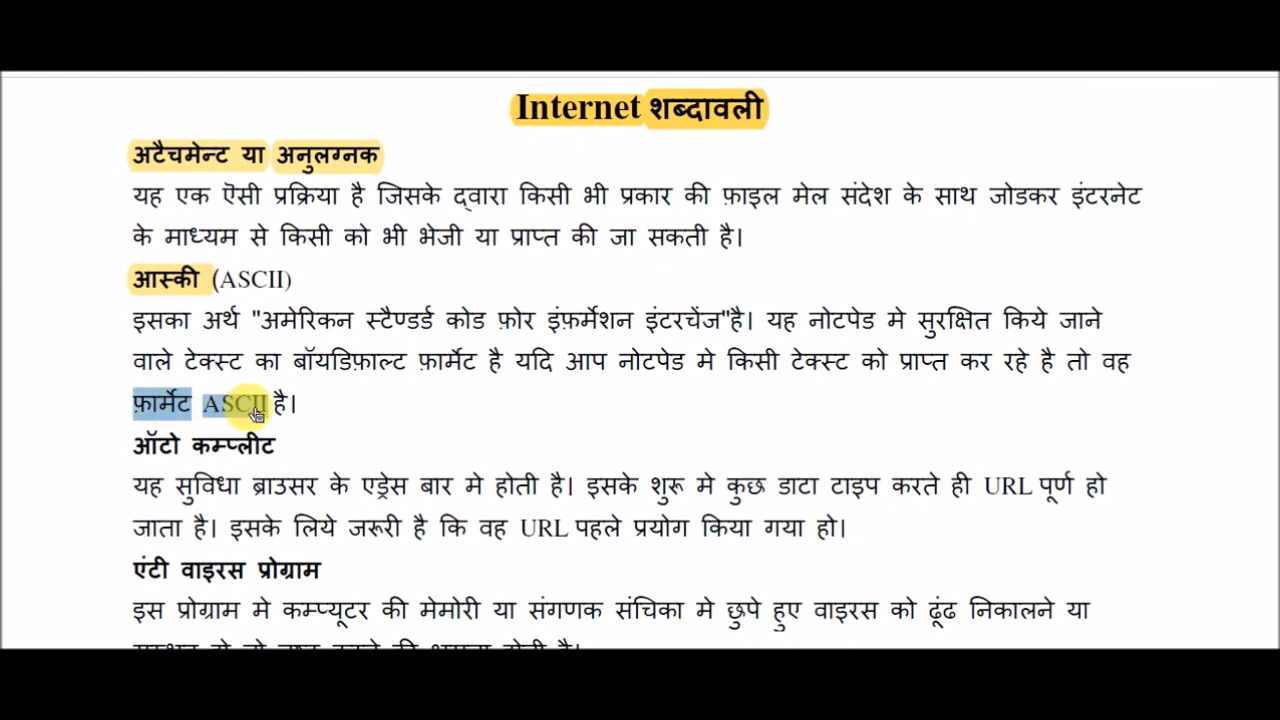 Internet शब्दावली
अटैचमेन्ट या अनुलग्नक
यह एक ऎसी प्रक्रिया है जिसके द्वारा किसी भी प्रकार की फ़ाइल मेल संदेश के साथ जोडकर इंटरनेट
के माध्यम से किसी को भी भेजी या प्राप्त की जा सकती है।
आस्की (ASCII)
इसका अर्थ "अमेरिकन स्टैण्डर्ड कोड फ़ोर इंफ़र्मेशन इंटरचेंज"है। यह नोटपेड मे सुरक्षित किये जाने
वाले टेक्स्ट का बॉयडिफ़ाल्ट फ़ार्मेट है यदि आप नोटपेड मे किसी टेक्स्ट को प्राप्त कर रहे है तो वह
फ़ार्मेट ASCII है।
ऑटो कम्प्लीट
यह सुविधा ब्राउसर के एड्रेस बार मे होती है। इसके शुरू मे कुछ डाटा टाइप करते ही URL पूर्ण हो
जाता है। इसके लिये जरूरी है कि वह URL पहले प्रयोग किया गया हो।
एंटी वाइरस प्रोग्राम
इस प्रोग्राम मे कम्प्यूटर की मेमोरी या संगणक संचिका मे छुपे हुए वाइरस को ढूंढ निकालने या